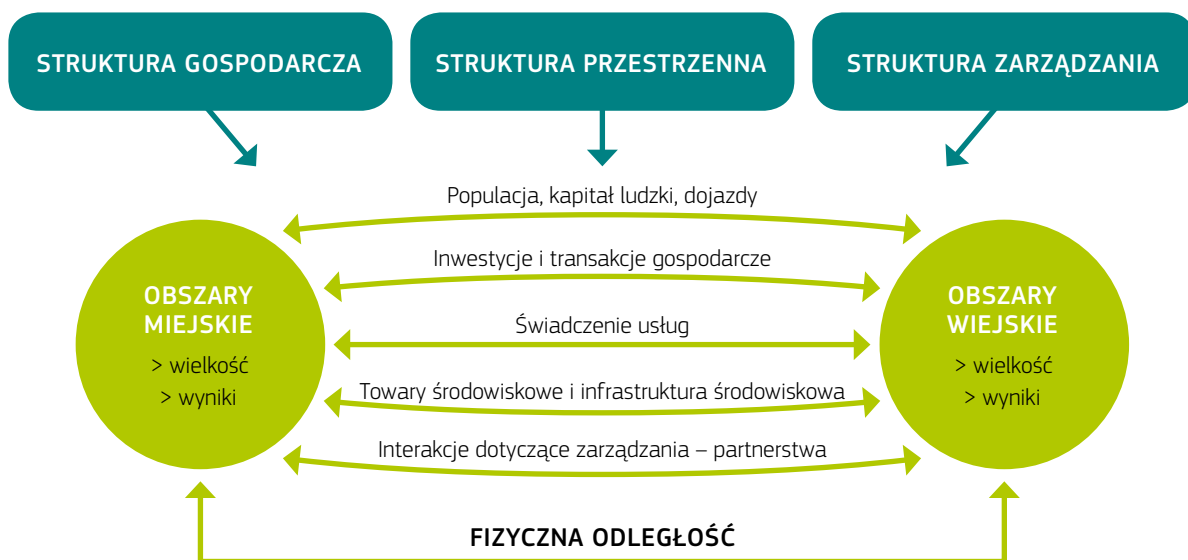 STRUKTURA GOSPODARCZA
STRUKTURA PRZESTRZENNA
STRUKTURA ZARZĄDZANIA
Populacja, kapitał ludzki, dojazdy
Inwestycje i transakcje gospodarcze
OBSZARY
MIEJSKIE
> wielkość
> wyniki
Świadczenie usług
OBSZARY
WIEJSKIE
> wielkość
> wyniki
Towary środowiskowe i infrastruktura środowiskowa
Interakcje dotyczące zarządzania – partnerstwa
FIZYCZNA ODLEGŁOŚĆ